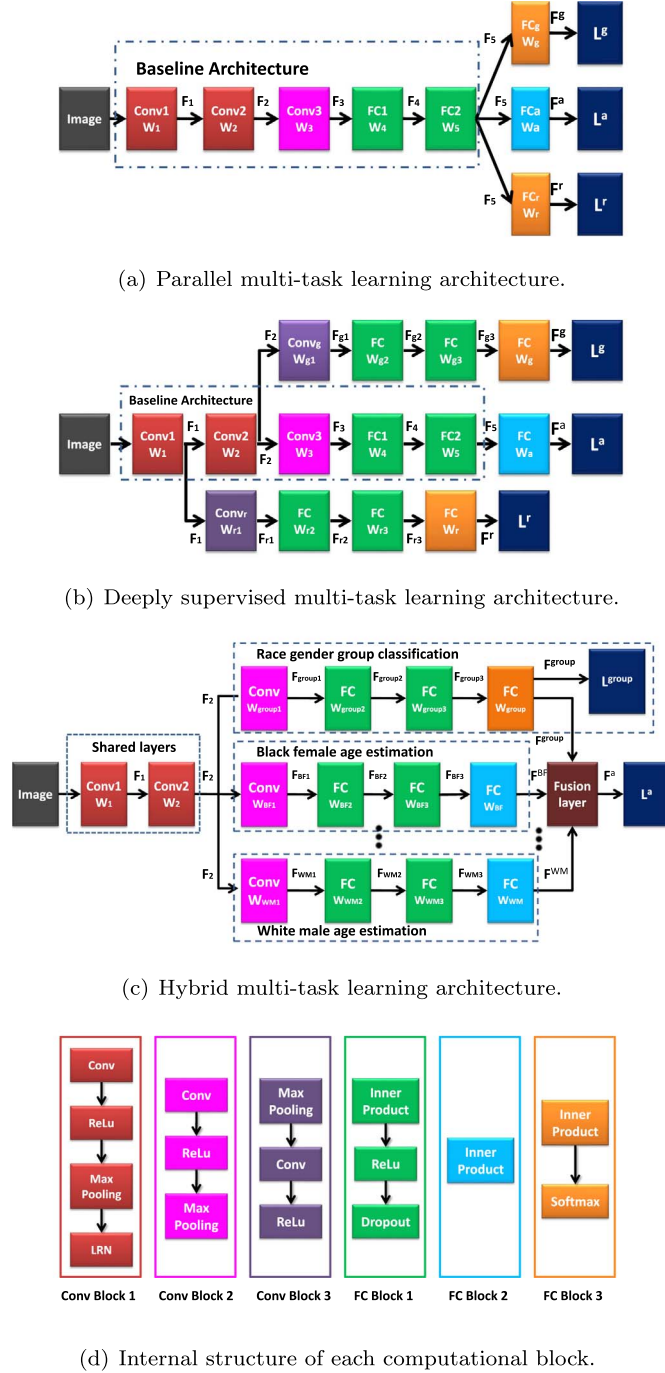 Baseline Architecture
Image
Conv1 W1
F1
Conv2 W2
F2
Conv3 W3
F3
FC1 W4
F4
FC2 W5
F5
FCg Wg
Fg
Lg
F5
FCa Wa
Fa
La
F5
FCr Wr
Fr
Lr
(a) Parallel multi-task learning architecture.
F2
Convg Wg1
Fg1
FC Wg2
Fg2
FC Wg3
Fg3
FC Wg
Fg
Lg
Baseline Architecture
Image
Conv1 W1
F1
Conv2 W2
F2
Conv3 W3
F3
FC1 W4
F4
FC2 W5
F5
FC Wa
Fa
La
F1
Convr Wr1
Fr1
FC Wr2
Fr2
FC Wr3
Fr3
FC Wr
Fr
Lr
(b) Deeply supervised multi-task learning architecture.
Race gender group classification
F2
Conv Wgroup1
Fgroup1
FC Wgroup2
Fgroup2
FC Wgroup3
Fgroup3
FC Wgroup
Fgroup
Lgroup
Fgroup
Shared layers
Image
Conv1 W1
F1
Conv2 W2
F2
Black female age estimation
Conv WBF1
FBF1
FC WBF2
FBF2
FC WBF3
FBF3
FC WBF
FBF
Fusion layer
Fa
La
F2
Conv WWM1
FWM1
FC WWM2
FWM2
FC WWM3
FWM3
FC WWM
FWM
White male age estimation
(c) Hybrid multi-task learning architecture.
Conv
ReLu
Max Pooling
LRN
Conv Block 1
Conv
ReLu
Max Pooling
Conv Block 2
Max Pooling
Conv
ReLu
Conv Block 3
Inner Product
ReLu
Dropout
FC Block 1
Inner Product
FC Block 2
Inner Product
Softmax
FC Block 3
(d) Internal structure of each computational block.